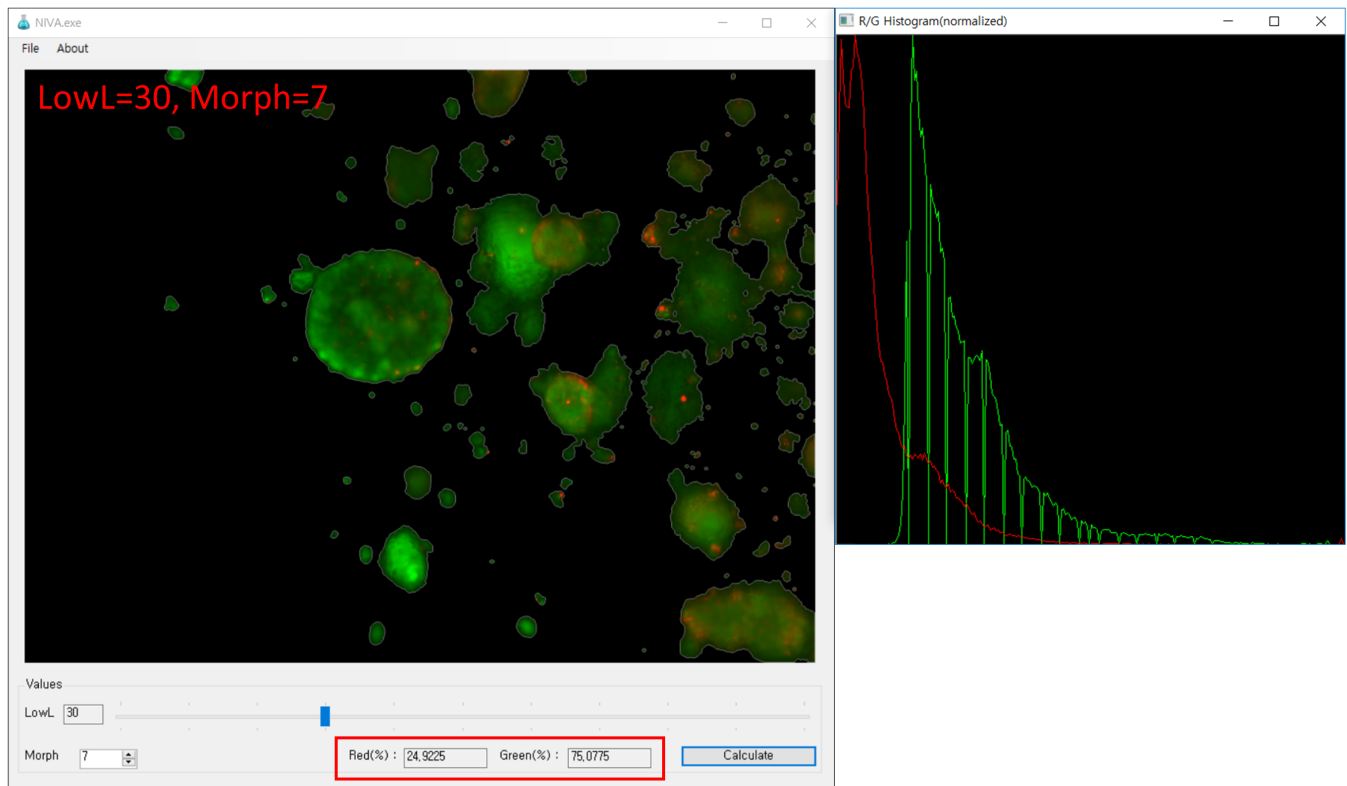 NIVA.exe
File About
LowL=30, Morph=7
Values
LowL 30
Morph 7
Red(%) : 24,9225 Green(%) : 75,0775 Calculate
R/G Histogram(normalized)